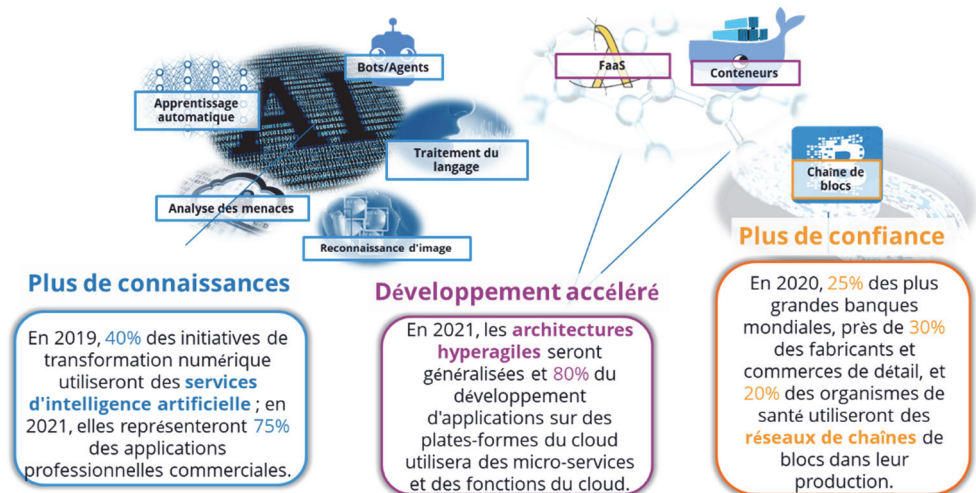 Bots/Agents
Apprentissage
automatique
AI
Traitement du
langage
Analyse des menaces
Reconnaissance d'image
FaaS
Conteneurs
Chaîne de
blocs
Plus de connaissances
En 2019, 40% des initiatives de
transformation numérique
utiliseront des services
d'intelligence artificielle ; en
2021, elles représenteront 75%
des applications
professionnelles commerciales.
Développement accéléré
En 2021, les architectures
hyperagiles seront
généralisées et 80% du
développement
d'applications sur des
plates-formes du cloud
utilisera des micro-services
et des fonctions du cloud.
Plus de confiance
En 2020, 25% des plus
grandes banques
mondiales, près de 30%
des fabricants et
commerces de détail, et
20% des organismes de
santé utiliseront des
réseaux de chaînes de
blocs dans leur
production.